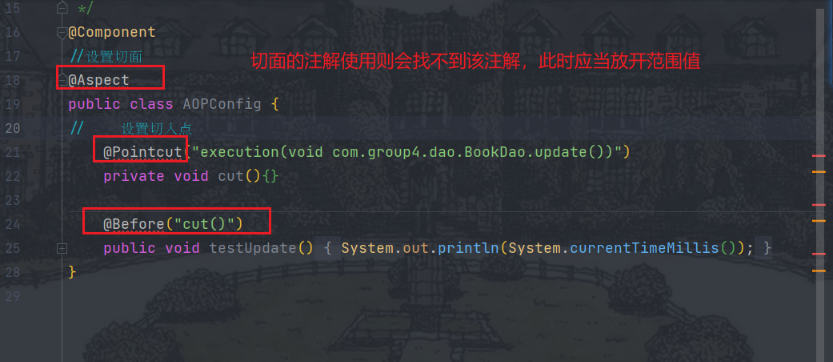 15 */
16 @Component
17 //设置切面
切面的注解使用则会找不到该注解，此时应当放开范围值
18 @Aspect
19 public class AOPConfig {
20 // 设置切入点
21 @Pointcut("execution(void com.group4.dao.BookDao.update())")
22 private void cut(){}
23
24 @Before("cut()")
25 public void testUpdate() { System.out.println(System.currentTimeMillis()); }
28 }
29